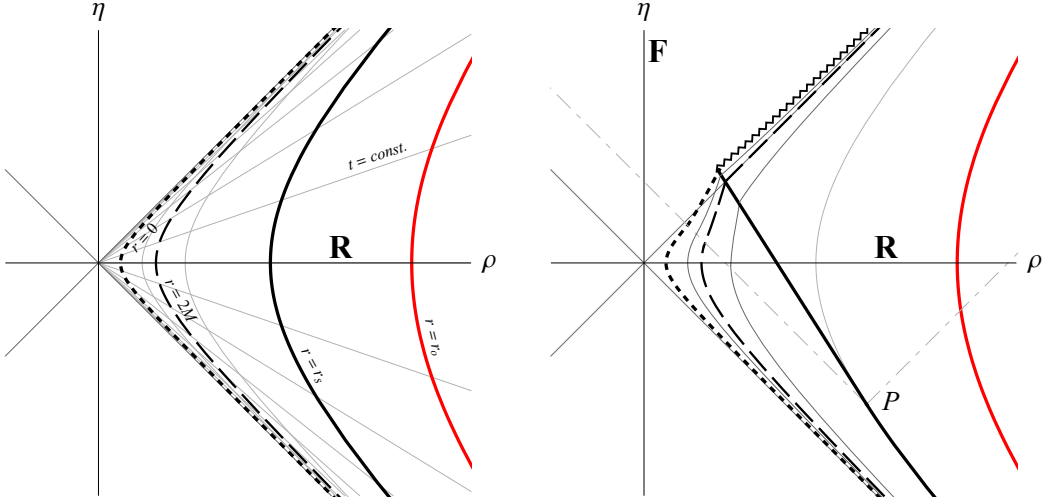 η
t = const.
r = 0
R
ρ
r = 2M
r = r_s
r = r_o
η
F
R
ρ
P